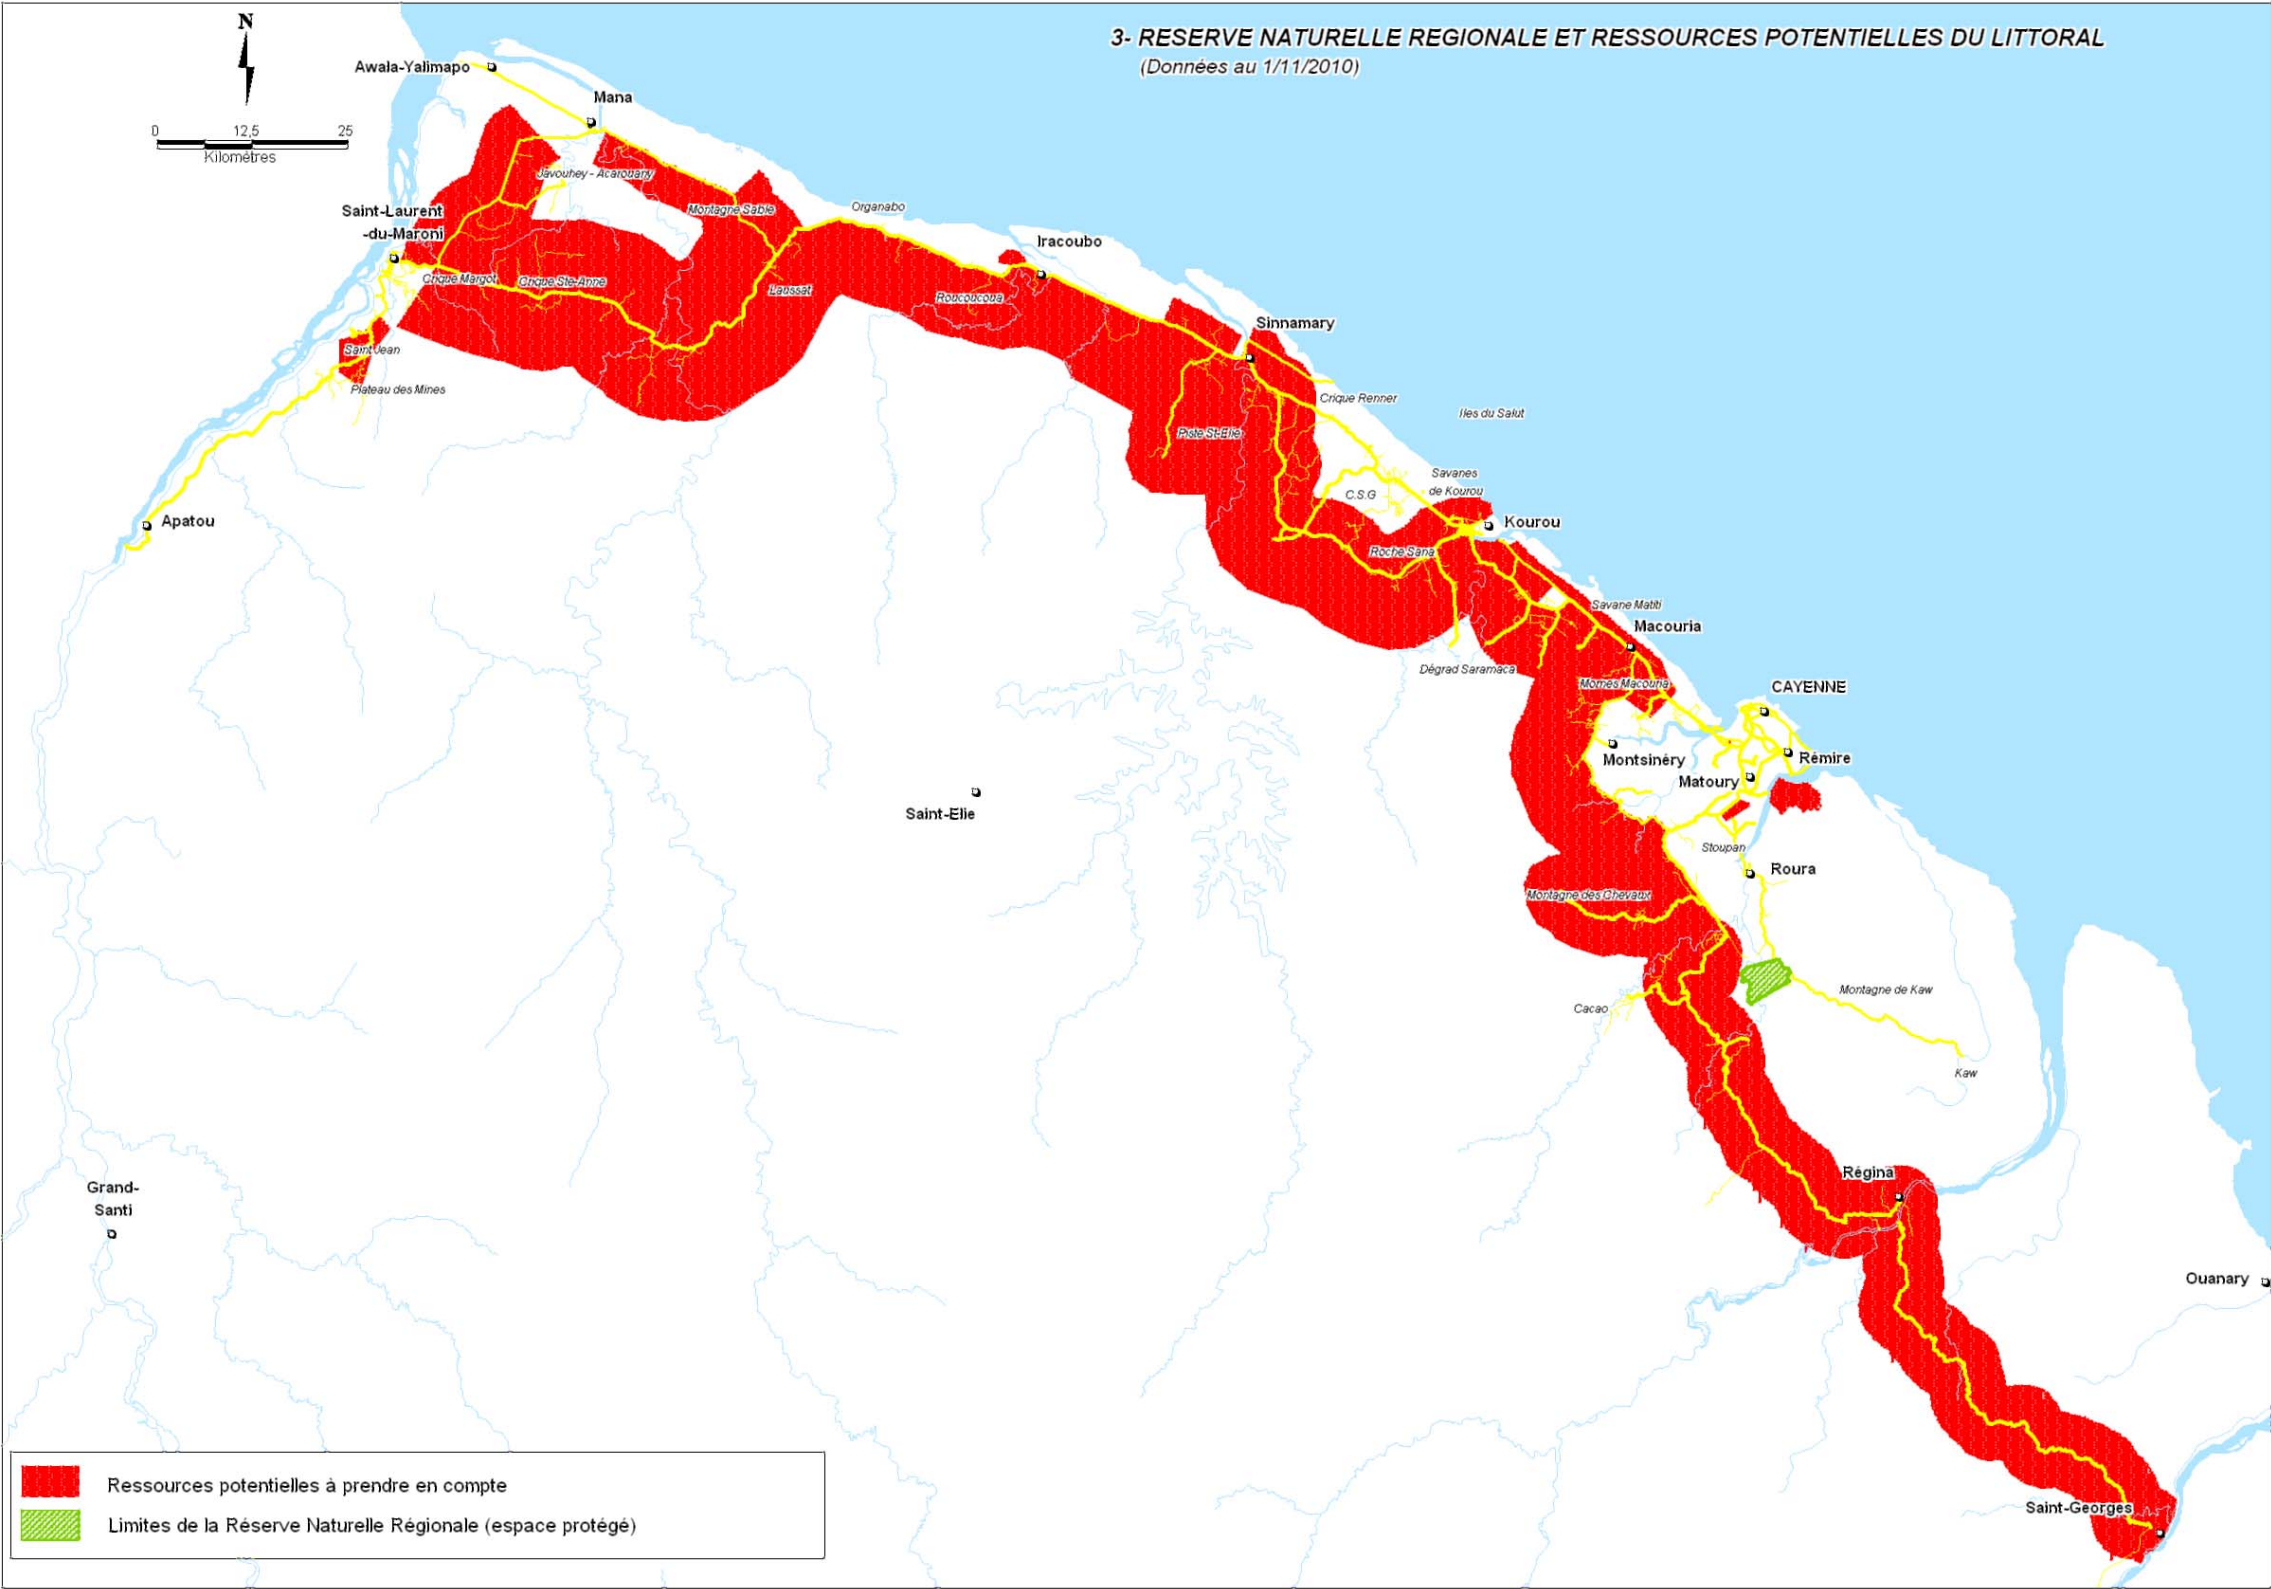 3- RESERVE NATURELLE REGIONALE ET RESSOURCES POTENTIELLES DU LITTORAL
(Données au 1/11/2010)
N
0 12,5 25
Kilomètres
Awala-Yalimapo
Mana
Javouhey - Acarouany
Saint-Laurent
-du-Maroni
Montagne Sable
Organabo
Iracoubo
Crique Margot
Crique Ste-Anne
Laussat
Roucoucoua
Sinnamary
Saint Jean
Plateau des Mines
Crique Renner
Iles du Salut
Piste St-Elie
Savanes
de Kourou
C.S.G
Apatou
Kourou
Roche Sana
Savane Matiti
Macouria
Dégrad Saramaca
Mornes Macouria
CAYENNE
Montsinéry
Rémire
Matoury
Saint-Elie
Stoupan
Roura
Montagne des Chevaux
Montagne de Kaw
Cacao
Kaw
Régina
Grand-
Santi
Ouanary
Saint-Georges
Ressources potentielles à prendre en compte
Limites de la Réserve Naturelle Régionale (espace protégé)